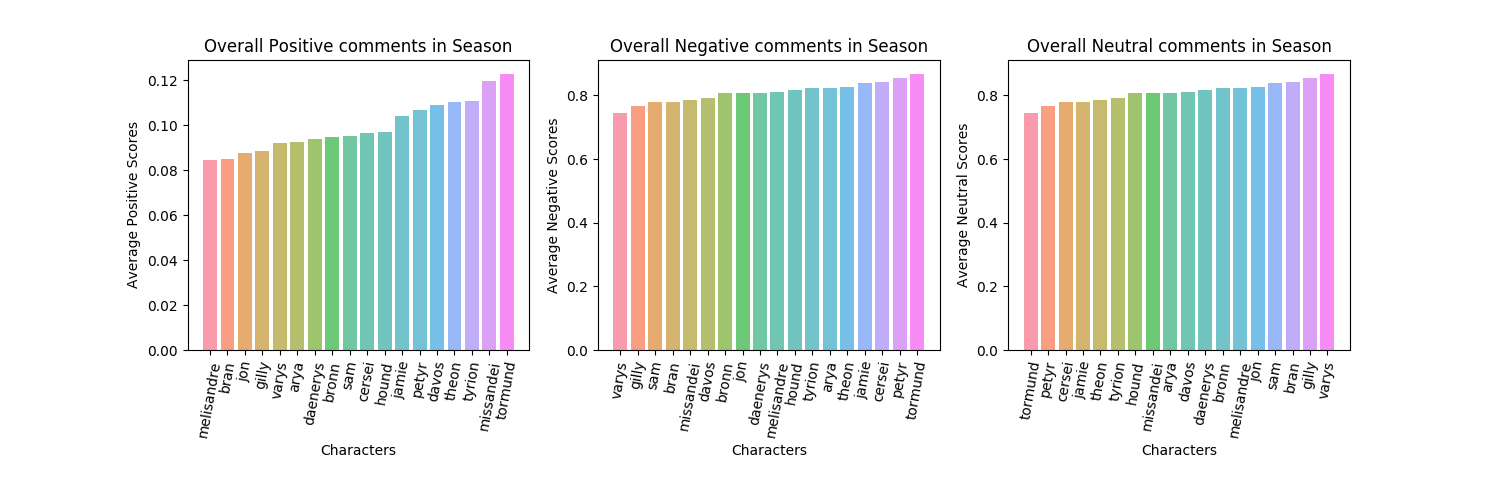 Overall Positive comments in Season
Average Positive Scores
0.12
0.10
0.08
0.06
0.04
0.02
0.00
melisandre
bran
jon
gilly
varys
arya
daenerys
bronn
sam
cersei
hound
jamie
petyr
davos
theon
tyrion
missandei
tormund
Characters
Overall Negative comments in Season
Average Negative Scores
0.8
0.6
0.4
0.2
0.0
varys
gilly
sam
bran
missandei
davos
bronn
jon
daenerys
melisandre
hound
tyrion
arya
theon
jamie
cersei
petyr
tormund
Characters
Overall Neutral comments in Season
Average Neutral Scores
0.8
0.6
0.4
0.2
0.0
tormund
petyr
cersei
jamie
theon
tyrion
hound
missandei
arya
davos
daenerys
bronn
melisandre
jon
sam
bran
gilly
varys
Characters